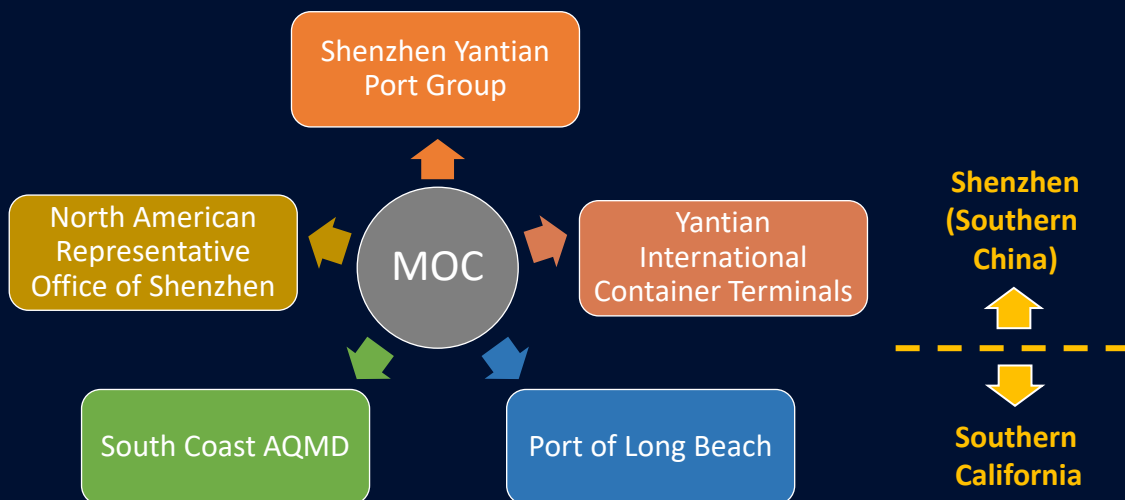 Shenzhen Yantian
Port Group
North American
Representative
Office of Shenzhen
MOC
Yantian
International
Container Terminals
South Coast AQMD
Port of Long Beach
Shenzhen
(Southern
China)
Southern
California